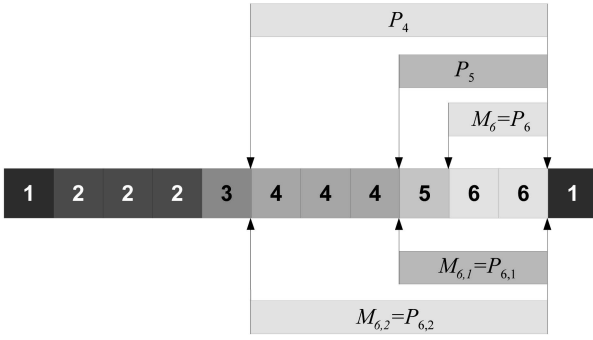 P₄
P₅
M₆=P₆
1 2 2 2 3 4 4 4 5 6 6 1
M₆,₁=P₆,₁
M₆,₂=P₆,₂